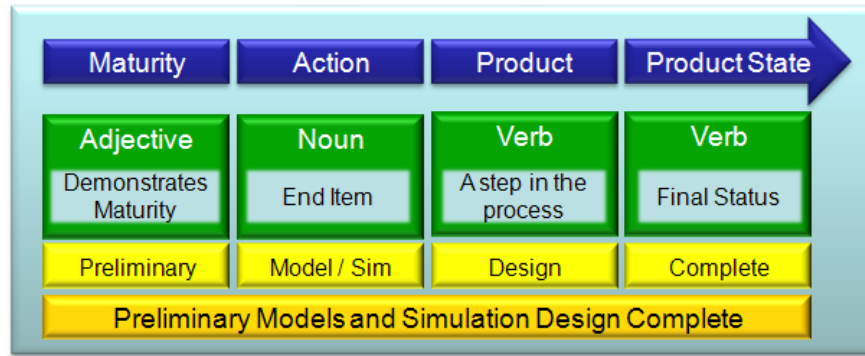 Maturity Action Product Product State
Adjective Noun Verb Verb
Demonstrates Maturity End Item A step in the process Final Status
Preliminary Model / Sim Design Complete
Preliminary Models and Simulation Design Complete